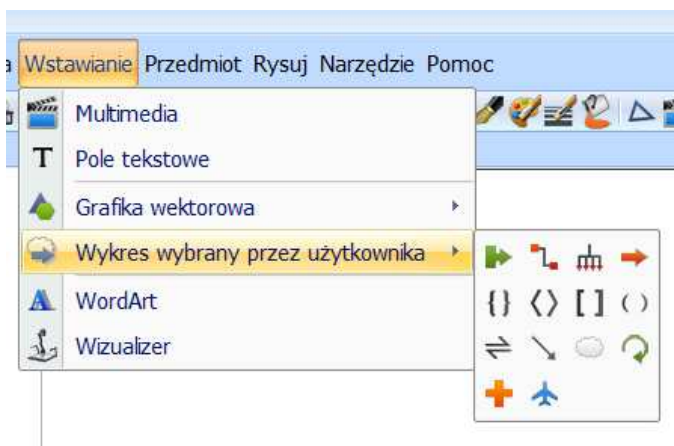 a Wstawianie Przedmiot Rysuj Narzędzie Pomoc
Multimedia
T Pole tekstowe
Grafika wektorowa
Wykres wybrany przez użytkownika
{} 〈〉 [] ()
A WordArt
Wizualizer